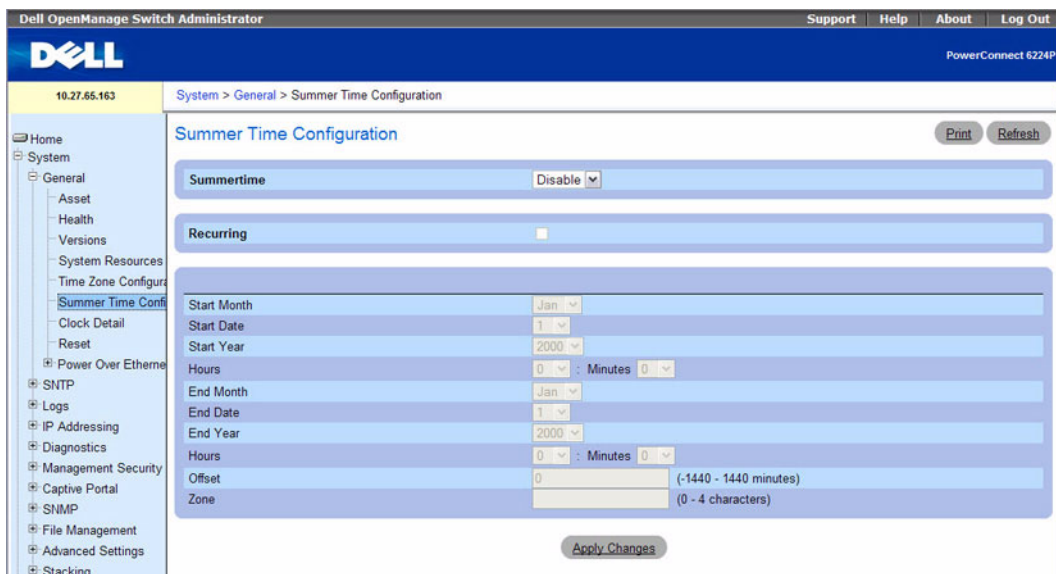 Dell OpenManage Switch Administrator Support Help About Log Out
DELL
PowerConnect 6224P
10.27.65.163
System > General > Summer Time Configuration
Home
System
General
Asset
Health
Versions
System Resources
Time Zone Configura
Summer Time Confi
Clock Detail
Reset
Power Over Etherne
SNTP
Logs
IP Addressing
Diagnostics
Management Security
Captive Portal
SNMP
File Management
Advanced Settings
Stacking
Summer Time Configuration
Print Refresh
Summertime Disable
Recurring
Start Month Jan
Start Date 1
Start Year 2000
Hours 0 : Minutes 0
End Month Jan
End Date 1
End Year 2000
Hours 0 : Minutes 0
Offset 0 (-1440 - 1440 minutes)
Zone (0 - 4 characters)
Apply Changes